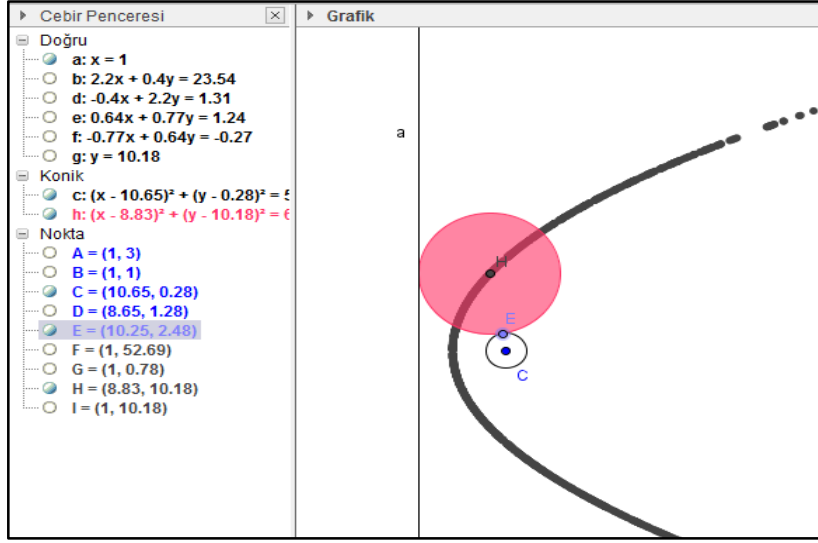 Cebir Penceresi
Doğru
a: x = 1
b: 2.2x + 0.4y = 23.54
d: -0.4x + 2.2y = 1.31
e: 0.64x + 0.77y = 1.24
f: -0.77x + 0.64y = -0.27
g: y = 10.18
Konik
c: (x - 10.65)² + (y - 0.28)² = 5
h: (x - 8.83)² + (y - 10.18)² = 6
Nokta
A = (1, 3)
B = (1, 1)
C = (10.65, 0.28)
D = (8.65, 1.28)
E = (10.25, 2.48)
F = (1, 52.69)
G = (1, 0.78)
H = (8.83, 10.18)
I = (1, 10.18)
Grafik
a
H
E
C